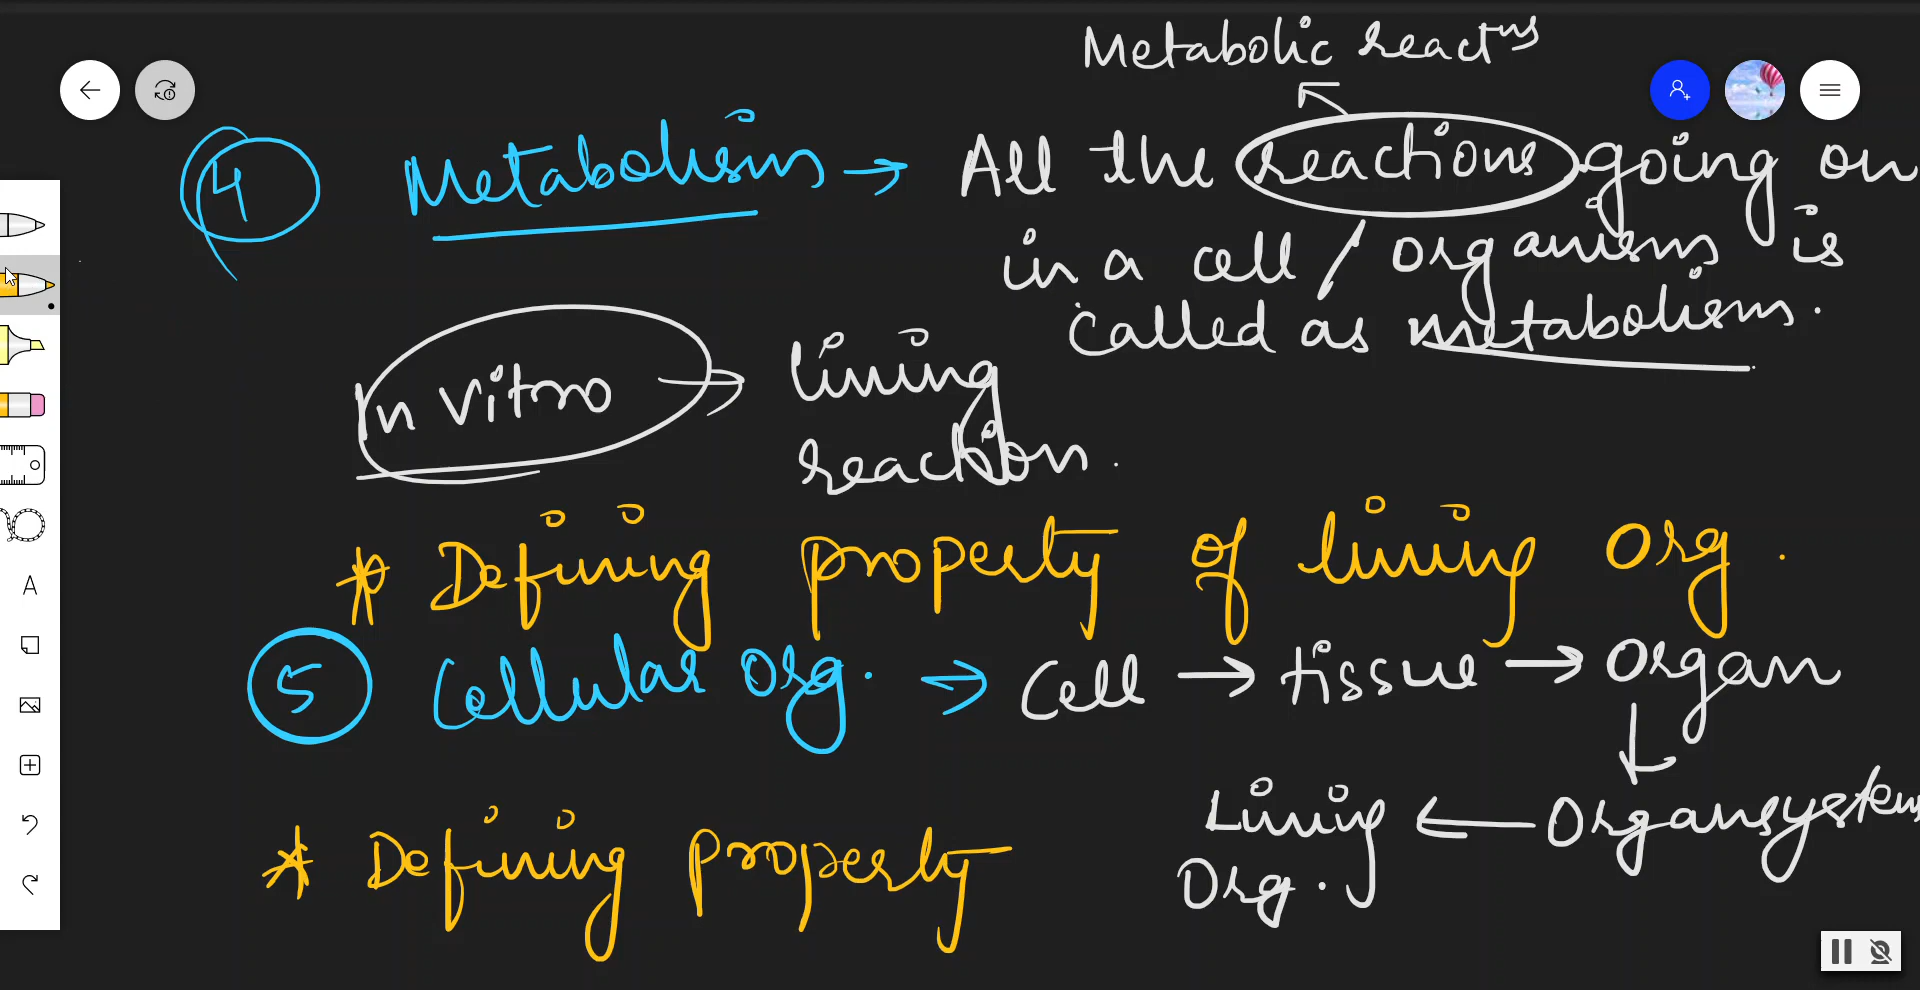 Metabolic reactns
4 Metabolism → All the reactions going on
in a cell / organism is
called as metabolism.
In vitro → living
reaction.
* Defining property of living org.
5 Cellular org. → Cell → tissue → Organ
↓
Living ← Organsystem
Org.
* Defining property
A